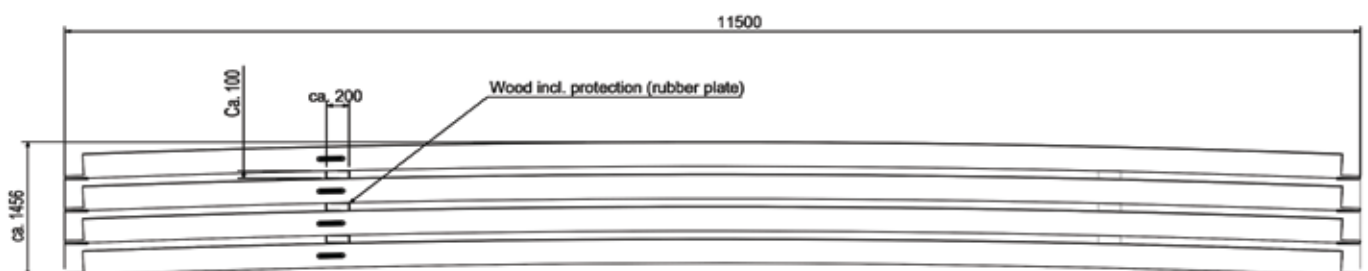 11500
Ca. 100
ca. 200
Wood incl. protection (rubber plate)
ca. 1456